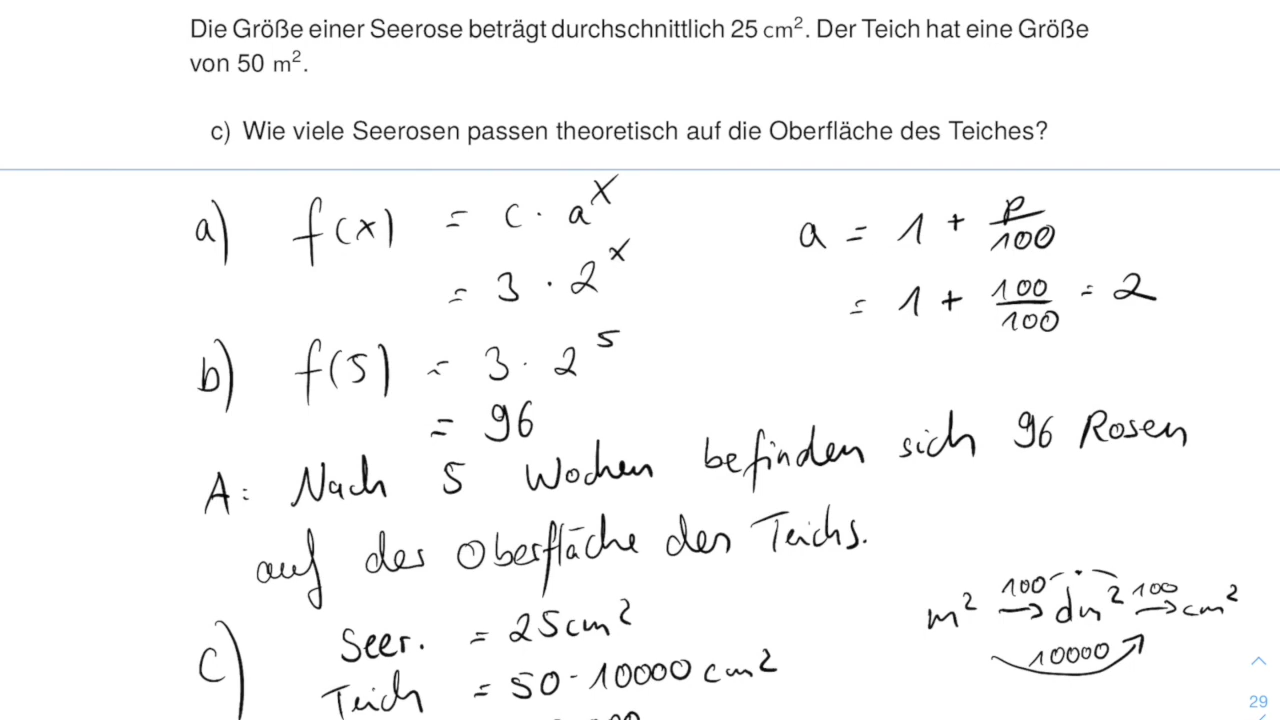 Die Größe einer Seerose beträgt durchschnittlich 25 cm². Der Teich hat eine Größe
von 50 m².
c) Wie viele Seerosen passen theoretisch auf die Oberfläche des Teiches?
a) f(x) = c · a^x
= 3 · 2^x
a = 1 + p/100
= 1 + 100/100 = 2
b) f(5) = 3 · 2^5
= 96
A: Nach 5 Wochen befinden sich 96 Rosen
auf der Oberfläche des Teichs.
c) Seer. = 25cm²
Teich = 50 · 10000 cm²
m² 100→ dm² 100→ cm²
10000
29